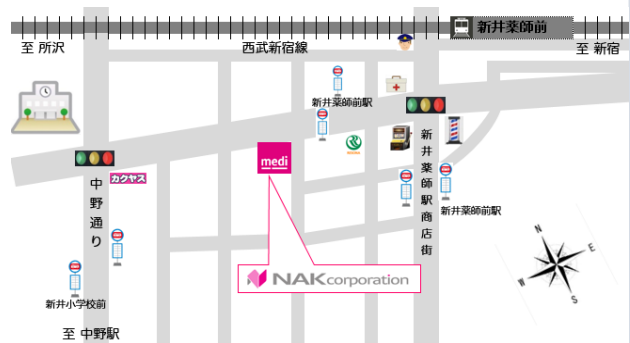 新井薬師前
至 所沢
西武新宿線
至 新宿
新井薬師前駅
medi
カクヤス
中野通り
新井薬師駅商店街
新井薬師前駅
N
E
W
S
NAKcorporation
新井小学校前
至 中野駅